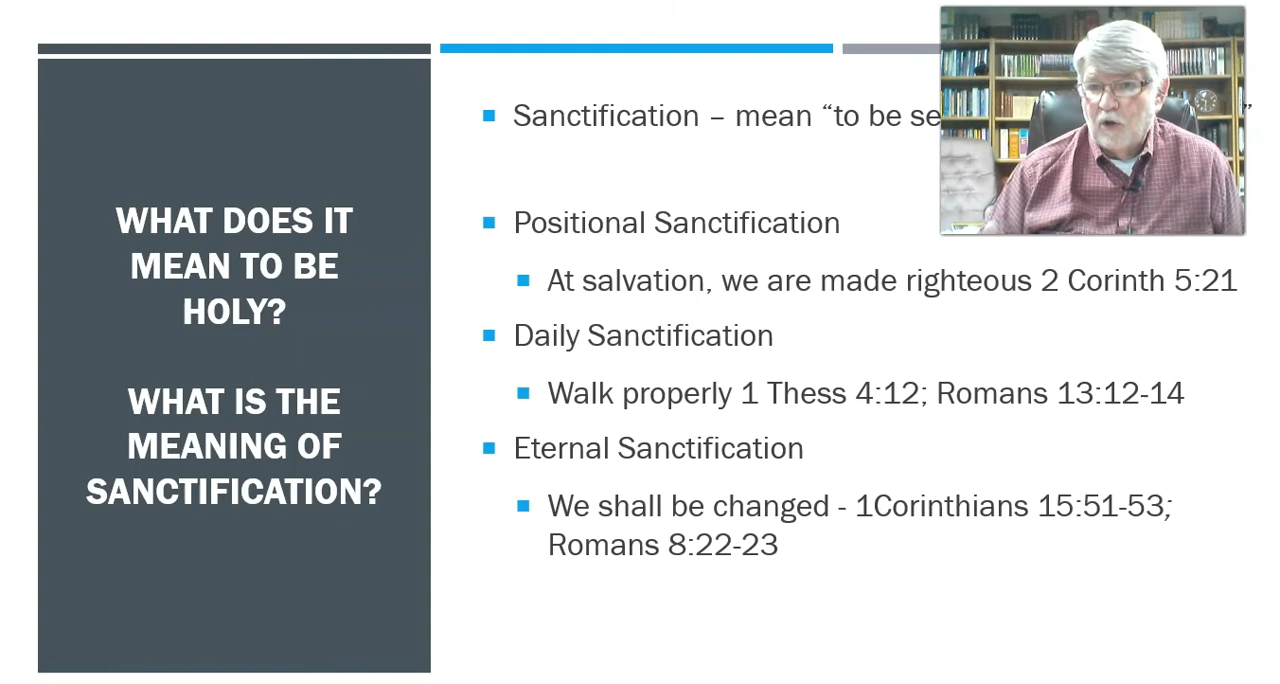 WHAT DOES IT
MEAN TO BE
HOLY?
WHAT IS THE
MEANING OF
SANCTIFICATION?
Sanctification – mean “to be se ”
Positional Sanctification
At salvation, we are made righteous 2 Corinth 5:21
Daily Sanctification
Walk properly 1 Thess 4:12; Romans 13:12-14
Eternal Sanctification
We shall be changed - 1Corinthians 15:51-53;
Romans 8:22-23